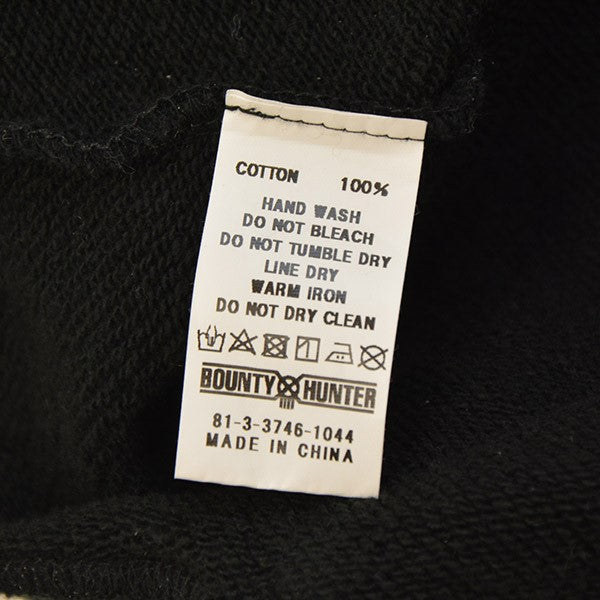 COTTON 100%
HAND WASH
DO NOT BLEACH
DO NOT TUMBLE DRY
LINE DRY
WARM IRON
DO NOT DRY CLEAN
BOUNTY HUNTER
81-3-3746-1044
MADE IN CHINA